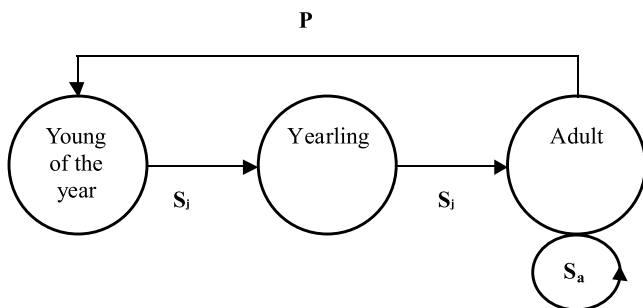 P
Young
of the
year
Yearling
Adult
Sj
Sj
Sa